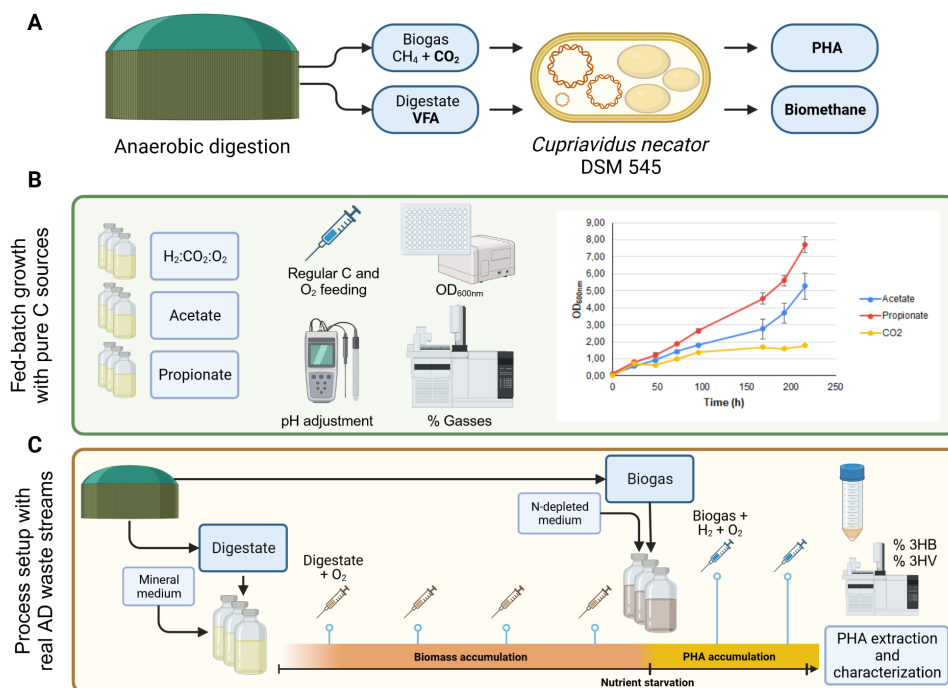 A
Biogas
CH₄ + CO₂
Digestate
VFA
PHA
Biomethane
Anaerobic digestion
Cupriavidus necator
DSM 545
B
Fed-batch growth
with pure C sources
H₂:CO₂:O₂
Acetate
Propionate
Regular C and
O₂ feeding
OD₆₀₀ₙₘ
pH adjustment
% Gasses
9,00
8,00
7,00
6,00
5,00
4,00
3,00
2,00
1,00
0,00
OD₆₀₀ₙₘ
0
50
100
150
200
250
Time (h)
Acetate
Propionate
CO2
C
Process setup with
real AD waste streams
Digestate
Mineral
medium
Digestate
+ O₂
Biogas
N-depleted
medium
Biogas +
H₂ + O₂
% 3HB
% 3HV
Biomass accumulation
PHA accumulation
Nutrient starvation
PHA extraction
and
characterization